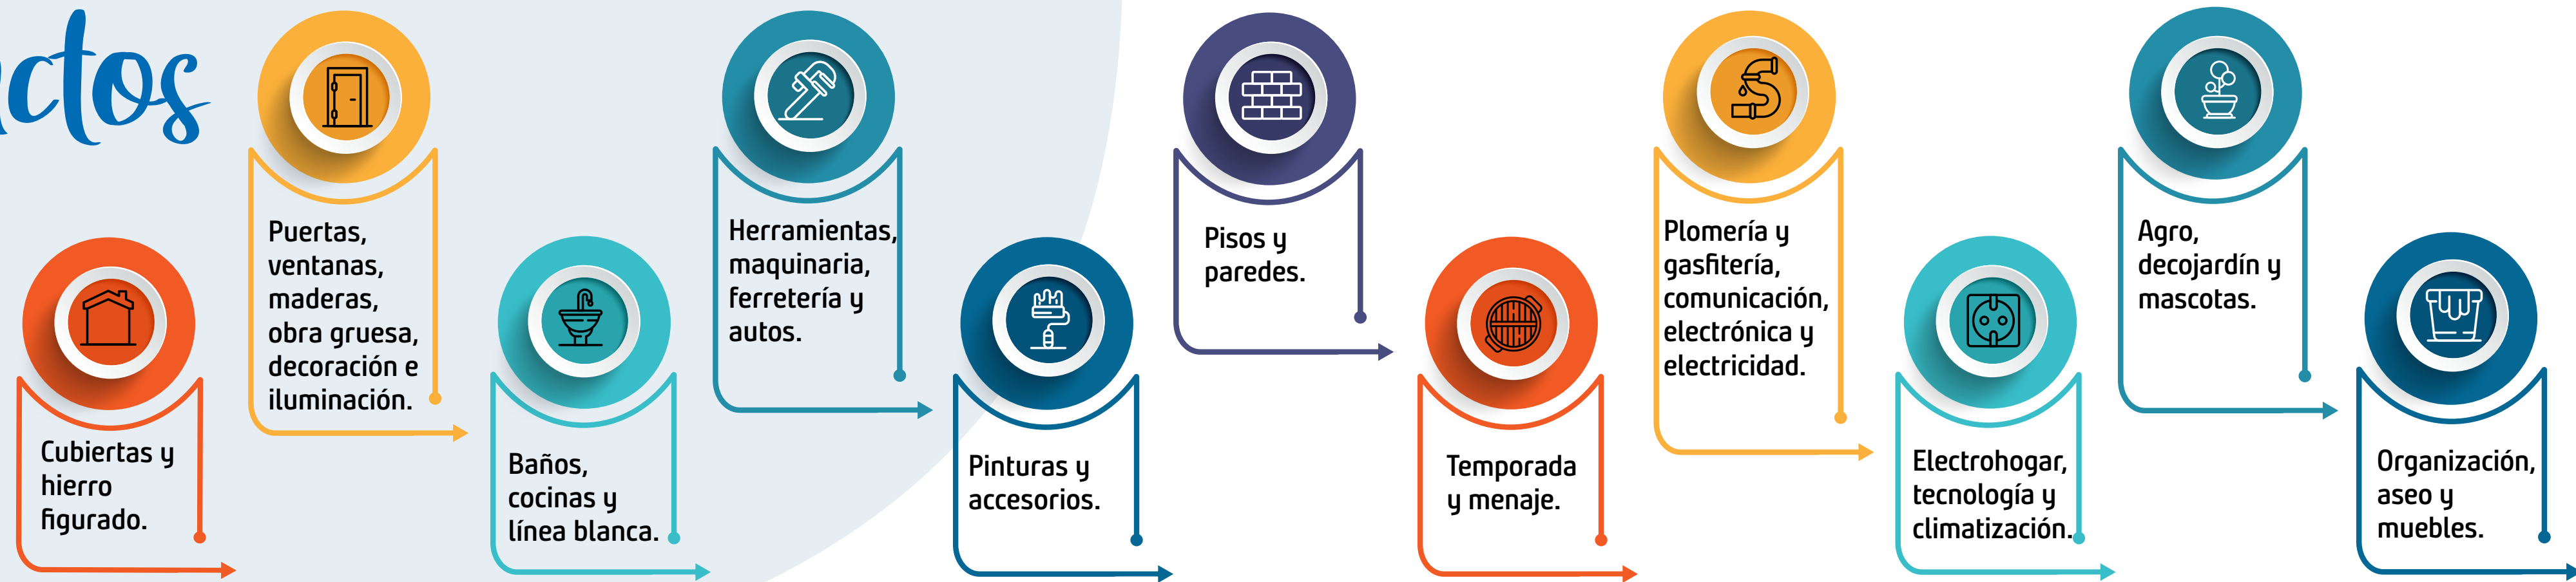 Cubiertas y
hierro
figurado.
Puertas,
ventanas,
maderas,
obra gruesa,
decoración e
iluminación.
Baños,
cocinas y
línea blanca.
Herramientas,
maquinaria,
ferretería y
autos.
Pinturas y
accesorios.
Pisos y
paredes.
Temporada
y menaje.
Plomería y
gasfitería,
comunicación,
electrónica y
electricidad.
Electrohogar,
tecnología y
climatización.
Agro,
decojardín y
mascotas.
Organización,
aseo y
muebles.